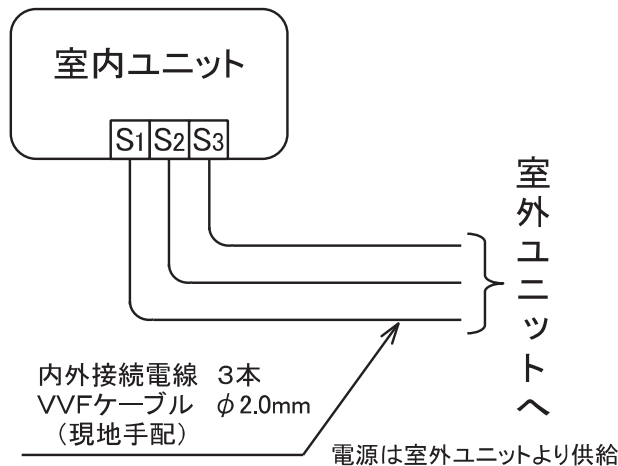 室内ユニット
S1 S2 S3
室外ユニットへ
内外接続電線 3本
VVFケーブル φ2.0mm
(現地手配)
電源は室外ユニットより供給